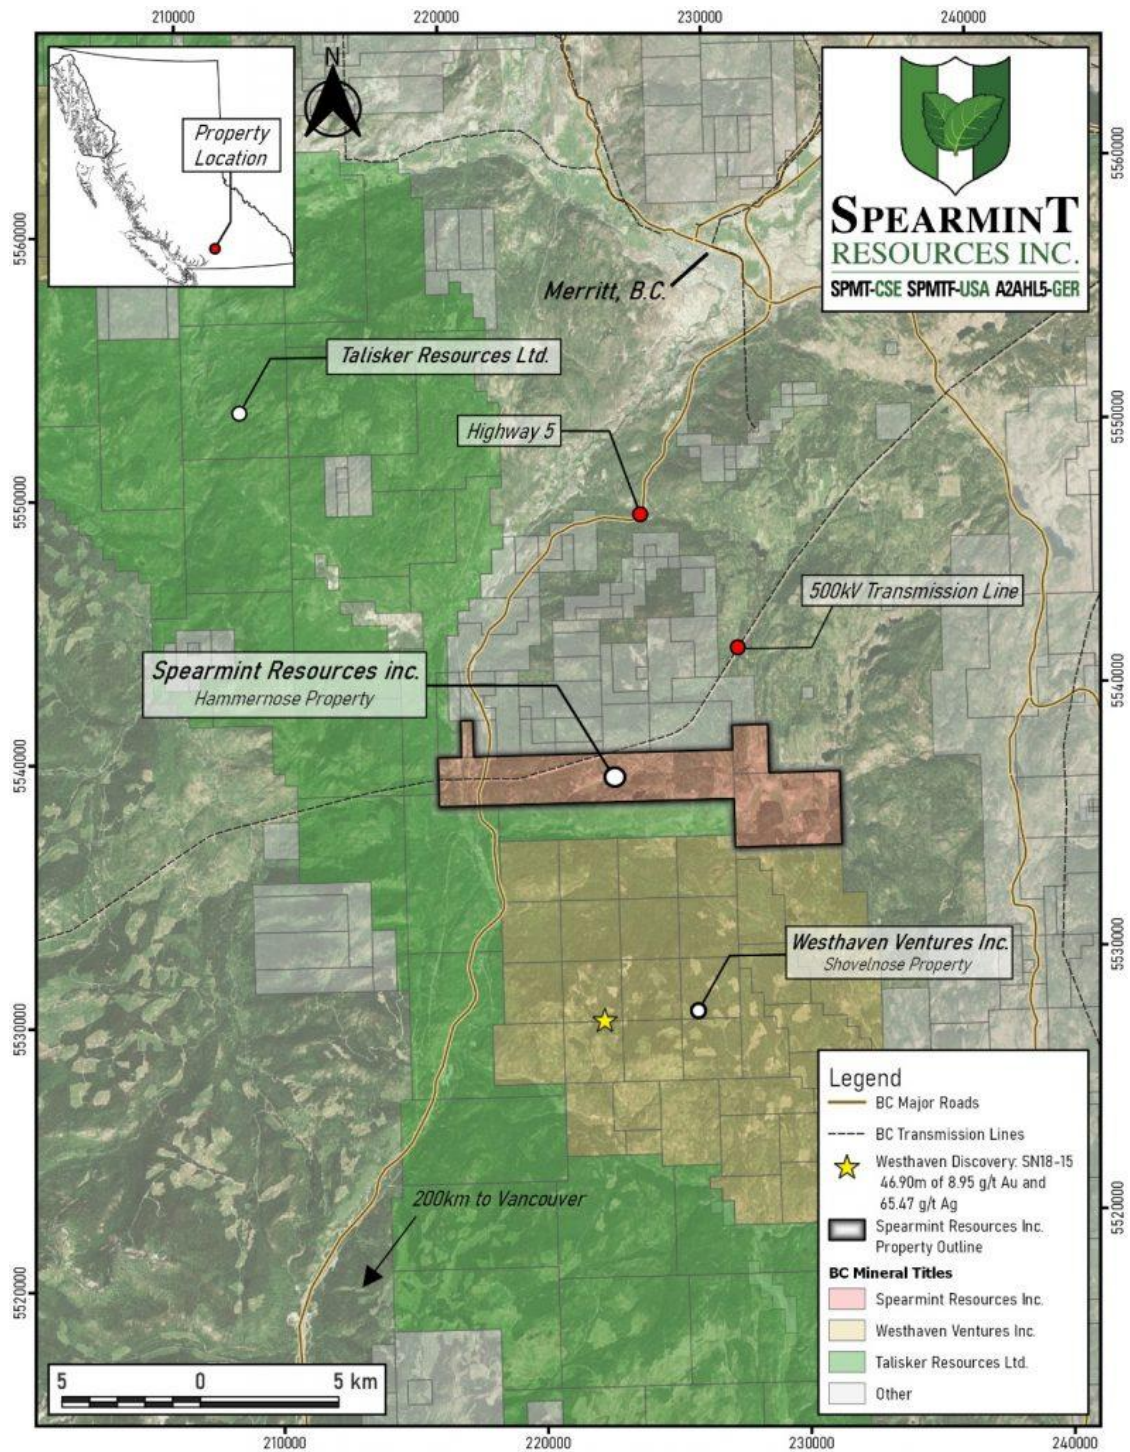 210000
220000
230000
240000
N
Property
Location
SPEARMINT
RESOURCES INC.
SPMT-CSE SPMTF-USA A2AHL5-GER
5560000
5560000
Merritt, B.C.
Talisker Resources Ltd.
Highway 5
5550000
5550000
500kV Transmission Line
Spearmint Resources inc.
Hammernose Property
5540000
5540000
Westhaven Ventures Inc.
Shovelnose Property
5530000
5530000
200km to Vancouver
5520000
5520000
Legend
BC Major Roads
BC Transmission Lines
Westhaven Discovery: SN18-15
46.90m of 8.95 g/t Au and
65.47 g/t Ag
Spearmint Resources Inc.
Property Outline
BC Mineral Titles
Spearmint Resources Inc.
Westhaven Ventures Inc.
Talisker Resources Ltd.
Other
5 0 5 km
210000
220000
230000
240000